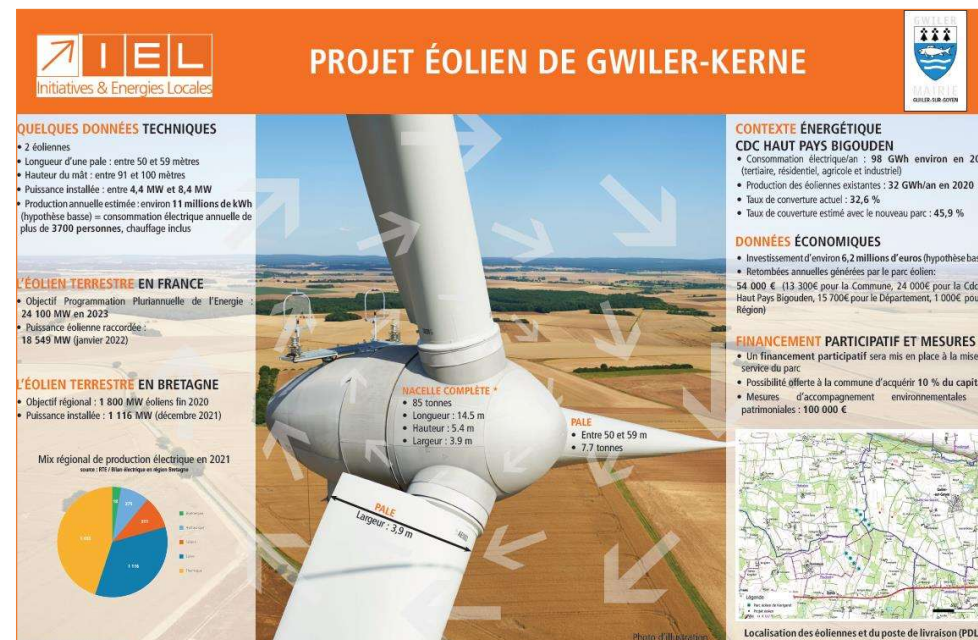 IEL
Initiatives & Energies Locales
PROJET ÉOLIEN DE GWILER-KERNE
GWILER
MAIRIE
GUILER-SUR-GOYEN
QUELQUES DONNÉES TECHNIQUES
• 2 éoliennes
• Longueur d'une pale : entre 50 et 59 mètres
• Hauteur du mât : entre 91 et 100 mètres
• Puissance installée : entre 4,4 MW et 8,4 MW
• Production annuelle estimée : environ 11 millions de kWh
(hypothèse basse) = consommation électrique annuelle de
plus de 3700 personnes, chauffage inclus
L'ÉOLIEN TERRESTRE EN FRANCE
• Objectif Programmation Pluriannuelle de l'Energie :
24 100 MW en 2023
• Puissance éolienne raccordée :
18 549 MW (janvier 2022)
L'ÉOLIEN TERRESTRE EN BRETAGNE
• Objectif régional : 1 800 MW éoliens fin 2020
• Puissance installée : 1 116 MW (décembre 2021)
Mix régional de production électrique en 2021
source : RTE / Bilan électrique en région Bretagne
NACELLE COMPLÈTE *
• 85 tonnes
• Longueur : 14.5 m
• Hauteur : 5.4 m
• Largeur : 3.9 m
PALE
• Entre 50 et 59 m
• 7.7 tonnes
PALE
Largeur : 3,9 m
Photo d'illustration
CONTEXTE ÉNERGÉTIQUE
CDC HAUT PAYS BIGOUDEN
• Consommation électrique/an : 98 GWh environ en 20
(tertiaire, résidentiel, agricole et industriel)
• Production des éoliennes existantes : 32 GWh/an en 2020
• Taux de converture actuel : 32,6 %
• Taux de couverture estimé avec le nouveau parc : 45,9 %
DONNÉES ÉCONOMIQUES
• Investissement d'environ 6,2 millions d'euros (hypothèse bas
• Retombées annuelles générées par le parc éolien:
54 000 € (13 300€ pour la Commune, 24 000€ pour la Cdc
Haut Pays Bigouden, 15 700€ pour le Département, 1 000€ pou
Région)
FINANCEMENT PARTICIPATIF ET MESURES
• Un financement participatif sera mis en place à la mise
service du parc
• Possibilité offerte à la commune d'acquérir 10 % du capit
• Mesures d'accompagnement environnementales
patrimoniales : 100 000 €
Légende
Localisation des éoliennes et du poste de livraison (PDL